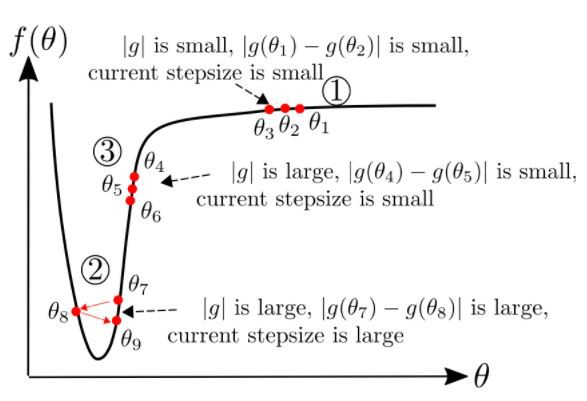 f(θ)
|g| is small, |g(θ₁) − g(θ₂)| is small,
current stepsize is small
①
θ₃ θ₂ θ₁
③
θ₄
θ₅
θ₆
|g| is large, |g(θ₄) − g(θ₅)| is small,
current stepsize is small
②
θ₇
θ₈
θ₉
|g| is large, |g(θ₇) − g(θ₈)| is large,
current stepsize is large
θ